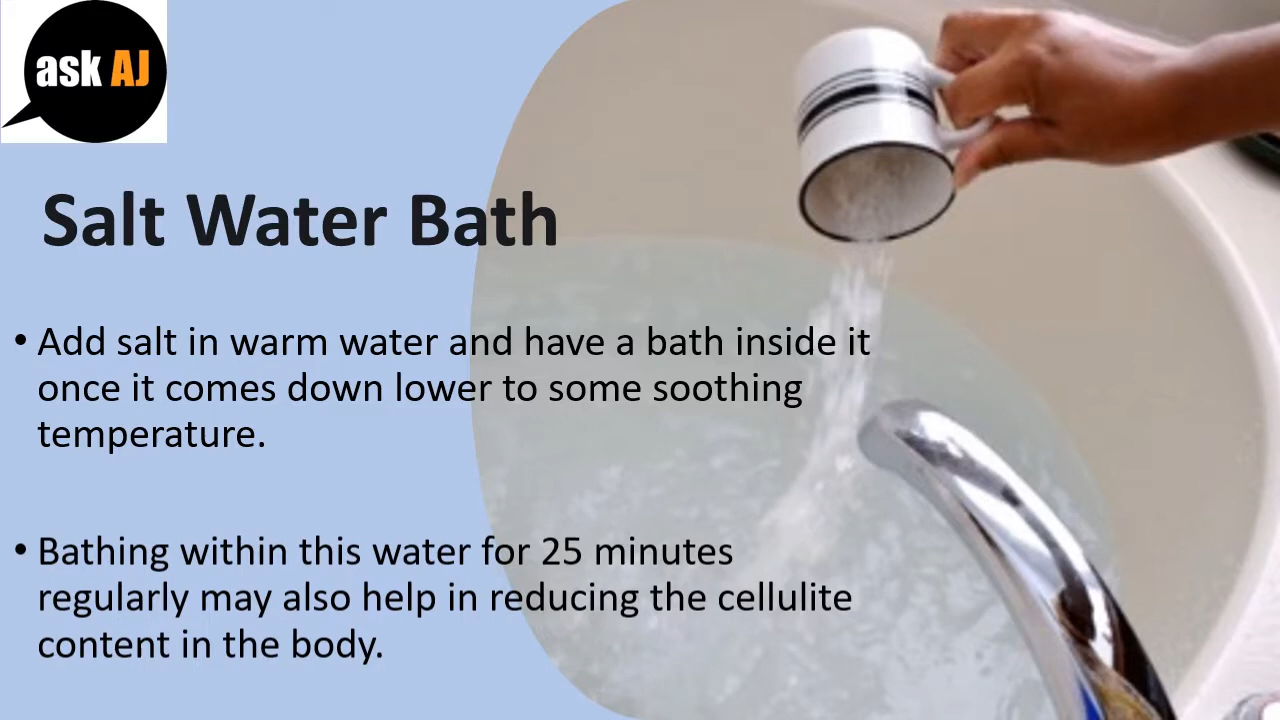 ask AJ
Salt Water Bath
• Add salt in warm water and have a bath inside it
once it comes down lower to some soothing
temperature.
• Bathing within this water for 25 minutes
regularly may also help in reducing the cellulite
content in the body.